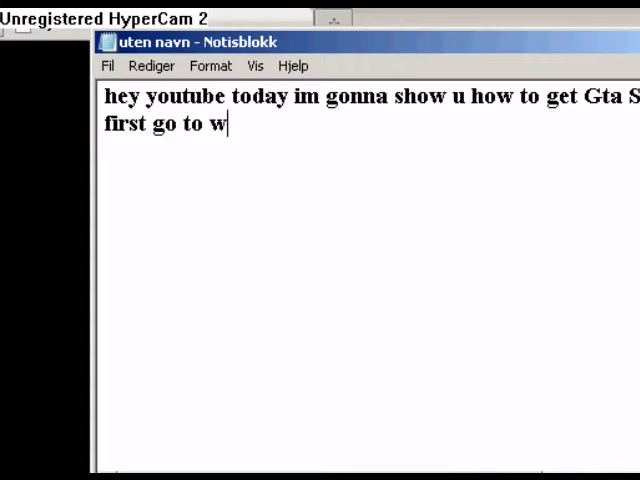 Unregistered HyperCam 2
uten navn - Notisblokk
Fil Rediger Format Vis Hjelp
hey youtube today im gonna show u how to get Gta S
first go to w